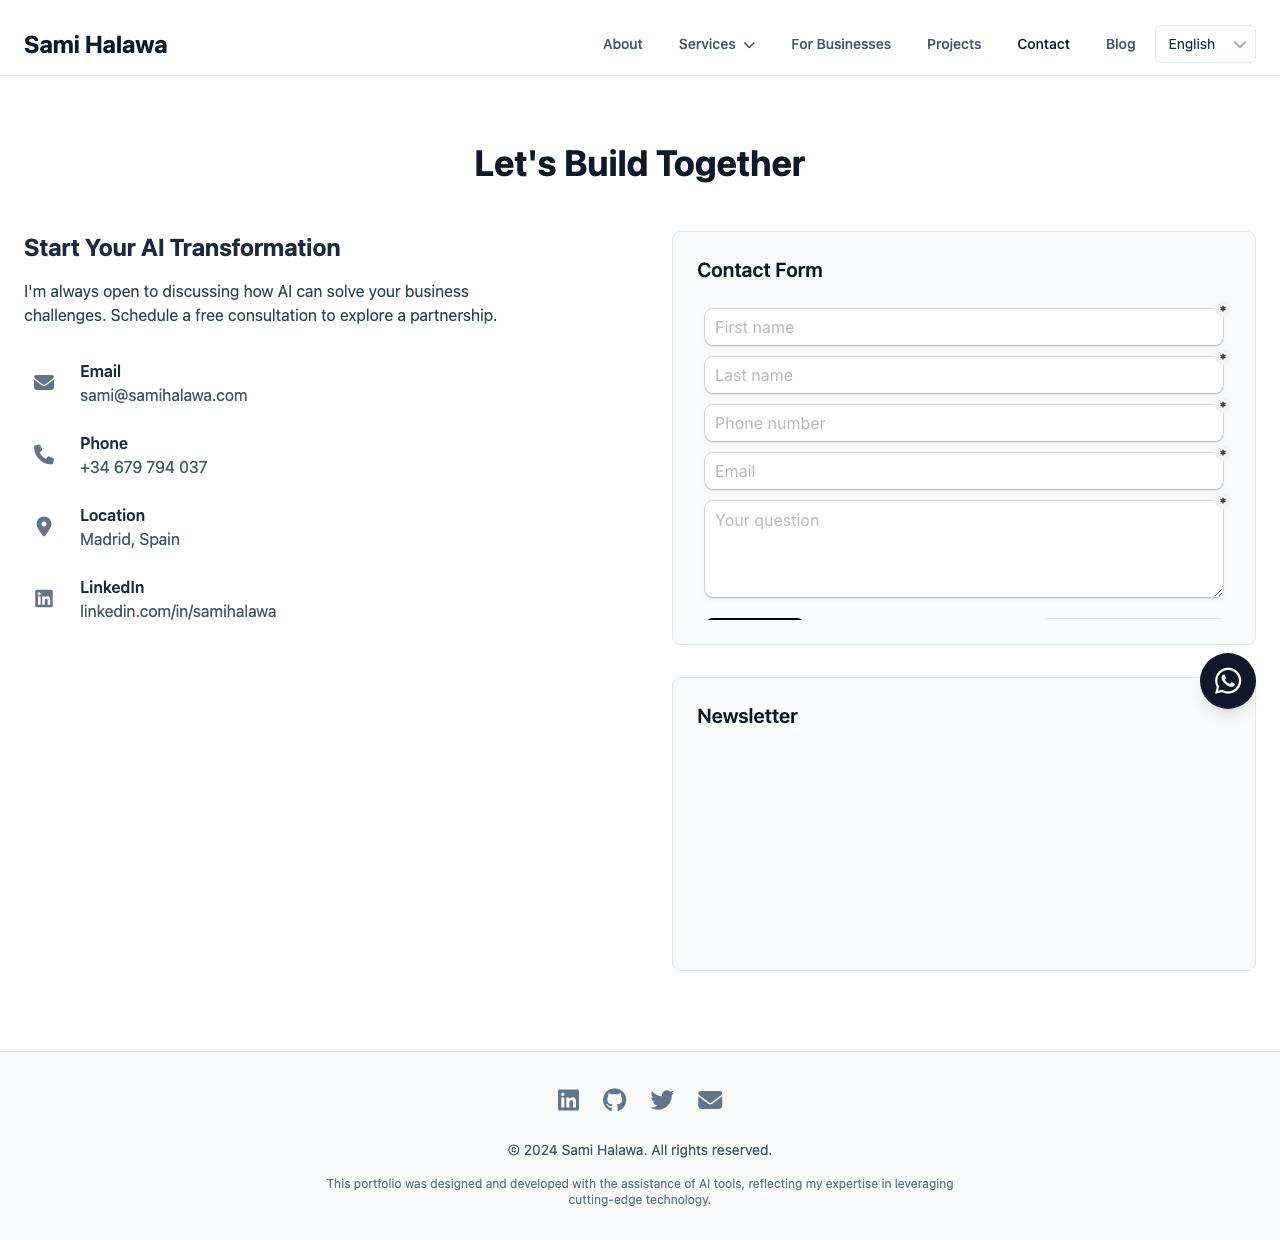 Sami Halawa
About
Services
For Businesses
Projects
Contact
Blog
English
Let's Build Together
Start Your AI Transformation
I'm always open to discussing how AI can solve your business
challenges. Schedule a free consultation to explore a partnership.
Email
sami@samihalawa.com
Phone
+34 679 794 037
Location
Madrid, Spain
LinkedIn
linkedin.com/in/samihalawa
Contact Form
First name
*
Last name
*
Phone number
*
Email
*
Your question
*
Newsletter
© 2024 Sami Halawa. All rights reserved.
This portfolio was designed and developed with the assistance of AI tools, reflecting my expertise in leveraging
cutting-edge technology.